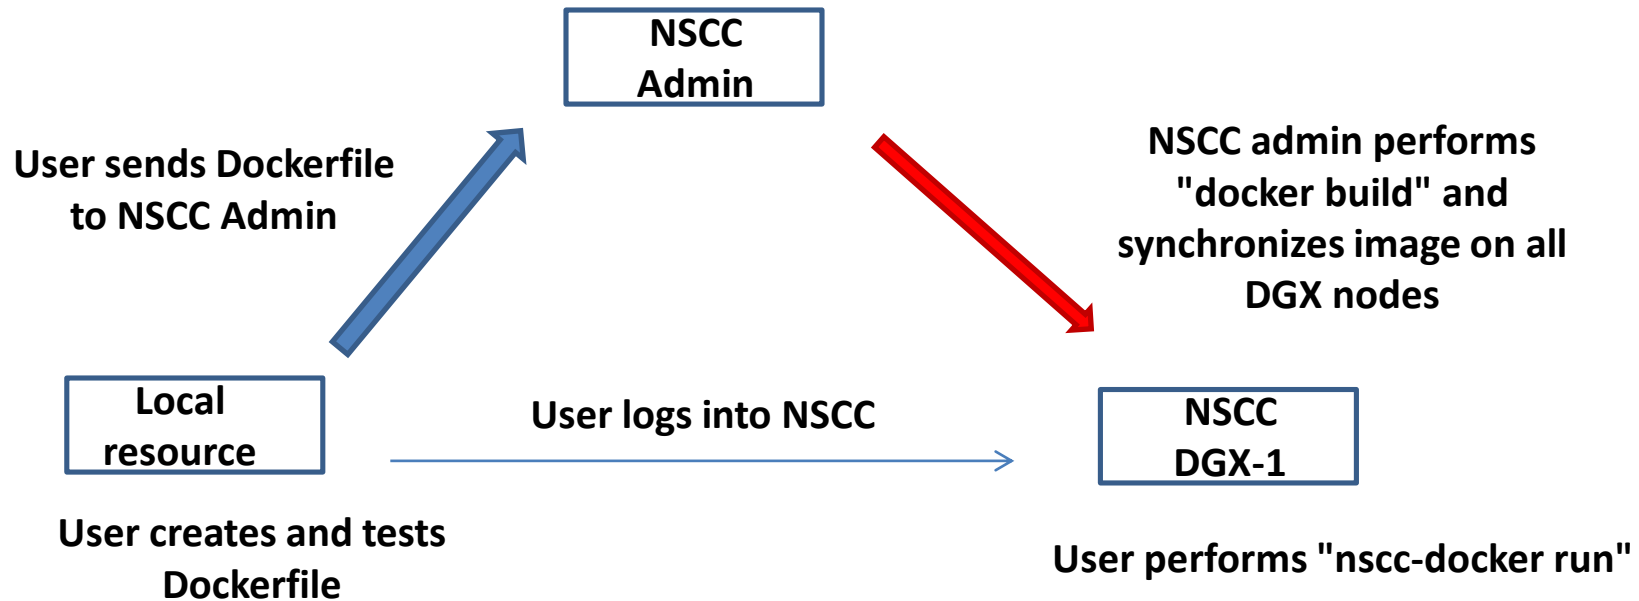 NSCC
Admin
User sends Dockerfile
to NSCC Admin
NSCC admin performs
"docker build" and
synchronizes image on all
DGX nodes
Local
resource
User logs into NSCC
NSCC
DGX-1
User creates and tests
Dockerfile
User performs "nscc-docker run"